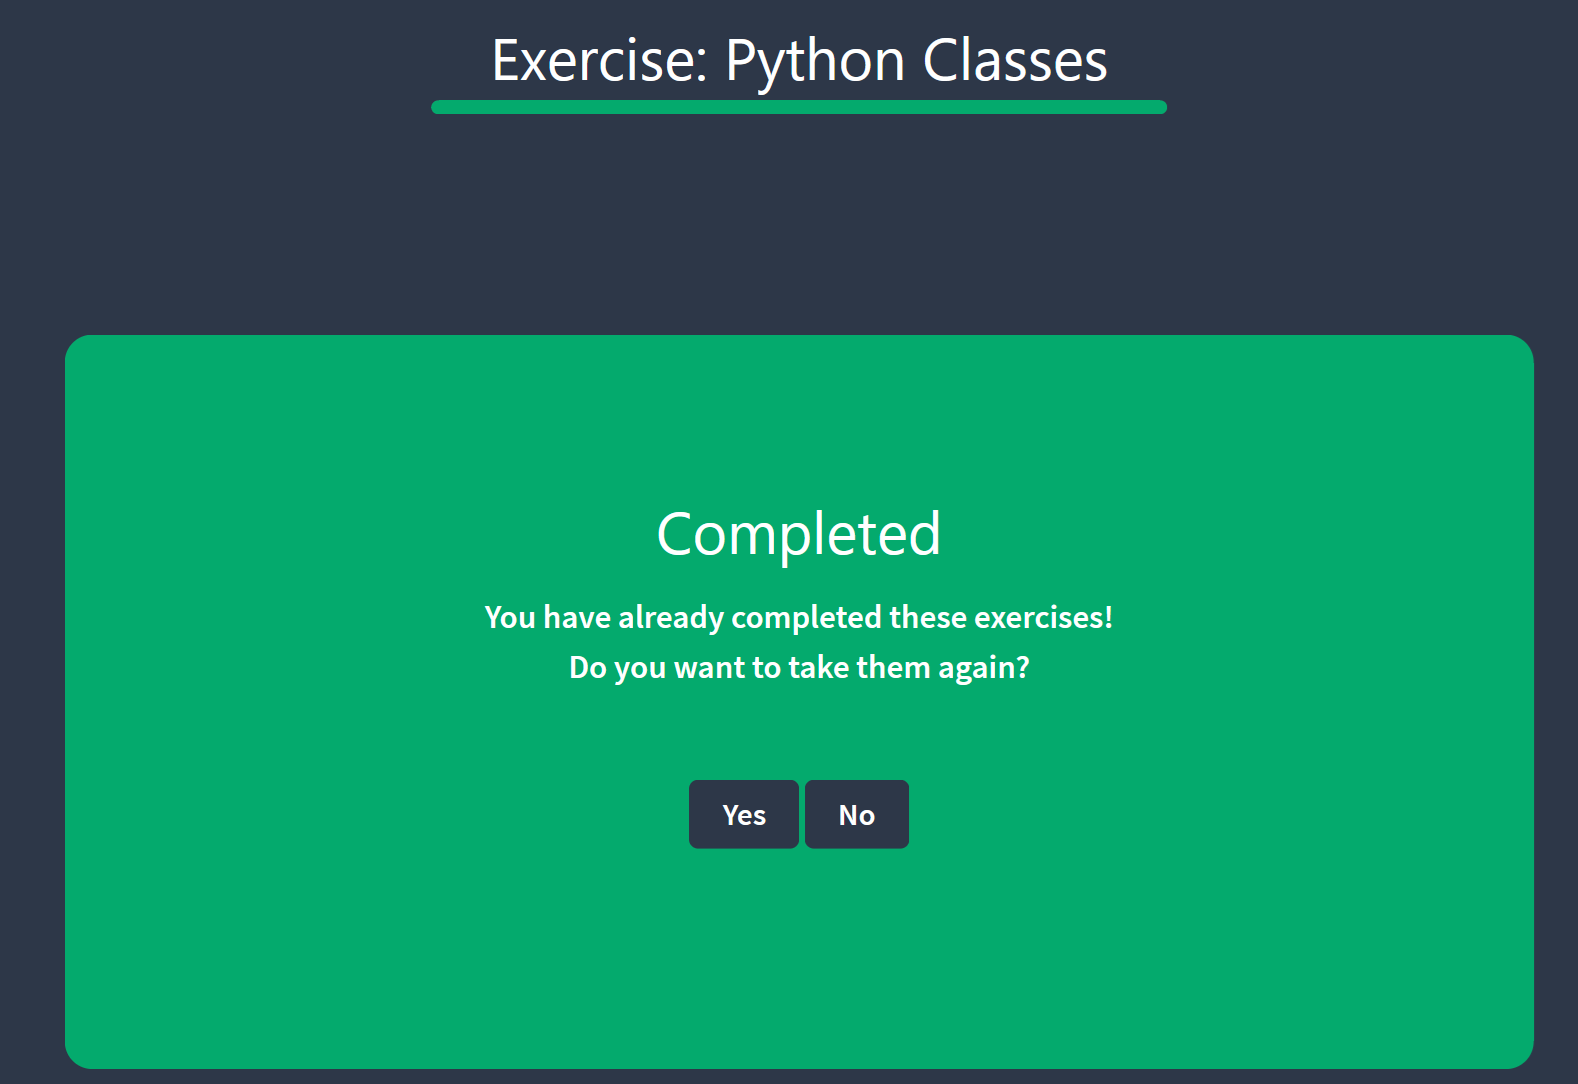 Exercise: Python Classes
Completed
You have already completed these exercises!
Do you want to take them again?
Yes No